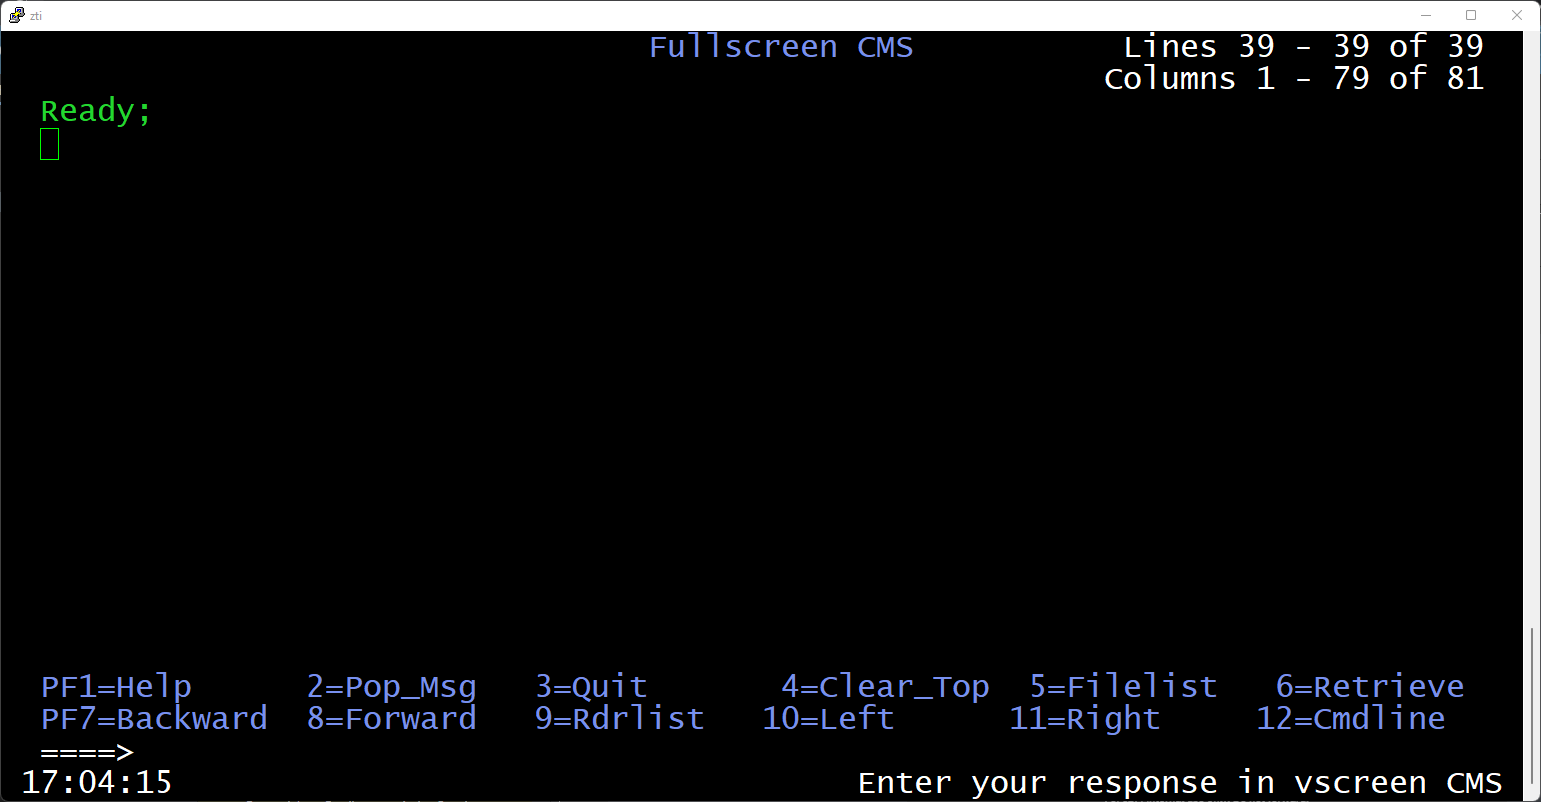 zti
Fullscreen CMS Lines 39 - 39 of 39
Columns 1 - 79 of 81
Ready;
PF1=Help 2=Pop_Msg 3=Quit 4=Clear_Top 5=Filelist 6=Retrieve
PF7=Backward 8=Forward 9=Rdrlist 10=Left 11=Right 12=Cmdline
====>
17:04:15 Enter your response in vscreen CMS